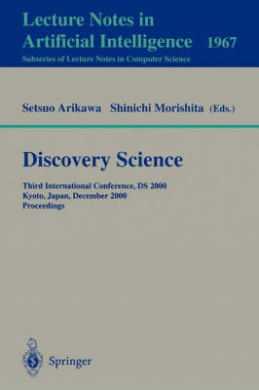 Lecture Notes in
Artificial Intelligence 1967
Subseries of Lecture Notes in Computer Science
Setsuo Arikawa Shinichi Morishita (Eds.)
Discovery Science
Third International Conference, DS 2000
Kyoto, Japan, December 2000
Proceedings
Springer